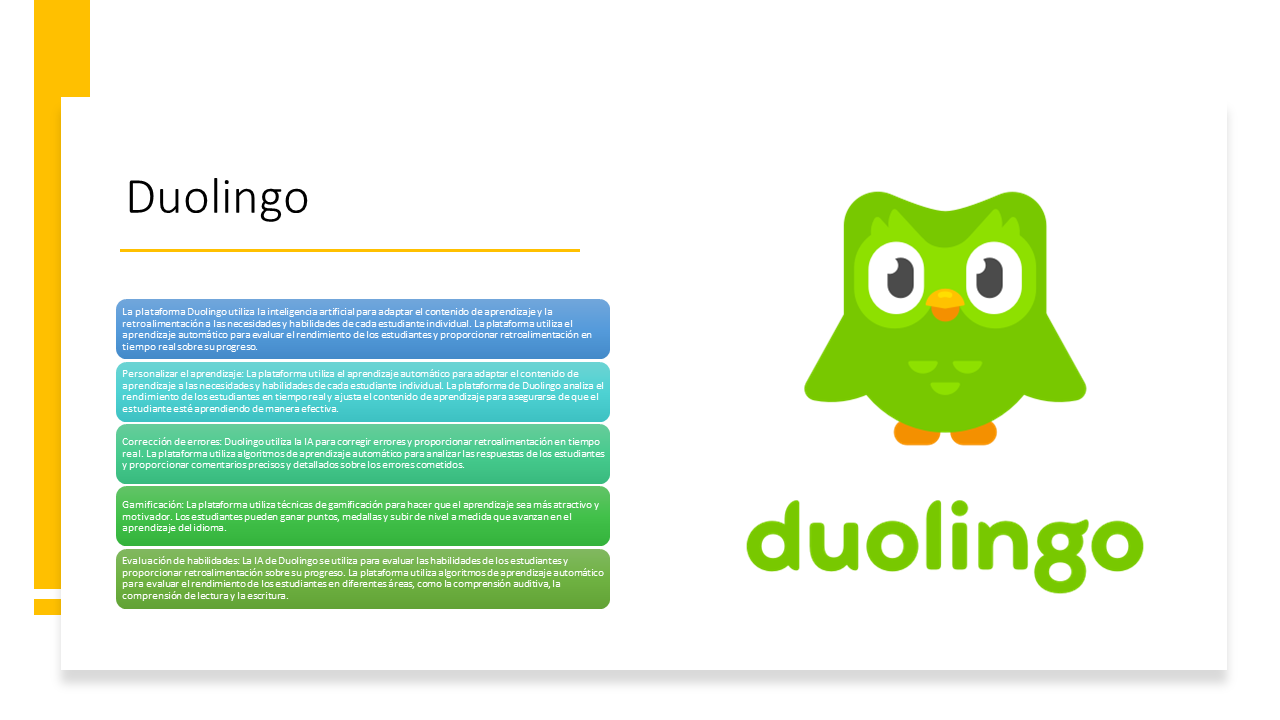 Duolingo
La plataforma Duolingo utiliza la inteligencia artificial para adaptar el contenido de aprendizaje y la
retroalimentación a las necesidades y habilidades de cada estudiante individual. La plataforma utiliza el
aprendizaje automático para evaluar el rendimiento de los estudiantes y proporcionar retroalimentación en
tiempo real sobre su progreso.
Personalizar el aprendizaje: La plataforma utiliza el aprendizaje automático para adaptar el contenido de
aprendizaje a las necesidades y habilidades de cada estudiante individual. La plataforma de Duolingo analiza el
rendimiento de los estudiantes en tiempo real y ajusta el contenido de aprendizaje para asegurarse de que el
estudiante esté aprendiendo de manera efectiva.
Corrección de errores: Duolingo utiliza la IA para corregir errores y proporcionar retroalimentación en tiempo
real. La plataforma utiliza algoritmos de aprendizaje automático para analizar las respuestas de los estudiantes
y proporcionar comentarios precisos y detallados sobre los errores cometidos.
Gamificación: La plataforma utiliza técnicas de gamificación para hacer que el aprendizaje sea más atractivo y
motivador. Los estudiantes pueden ganar puntos, medallas y subir de nivel a medida que avanzan en el
aprendizaje del idioma.
Evaluación de habilidades: La IA de Duolingo se utiliza para evaluar las habilidades de los estudiantes y
proporcionar retroalimentación sobre su progreso. La plataforma utiliza algoritmos de aprendizaje automático
para evaluar el rendimiento de los estudiantes en diferentes áreas, como la comprensión auditiva, la
comprensión de lectura y la escritura.
duolingo